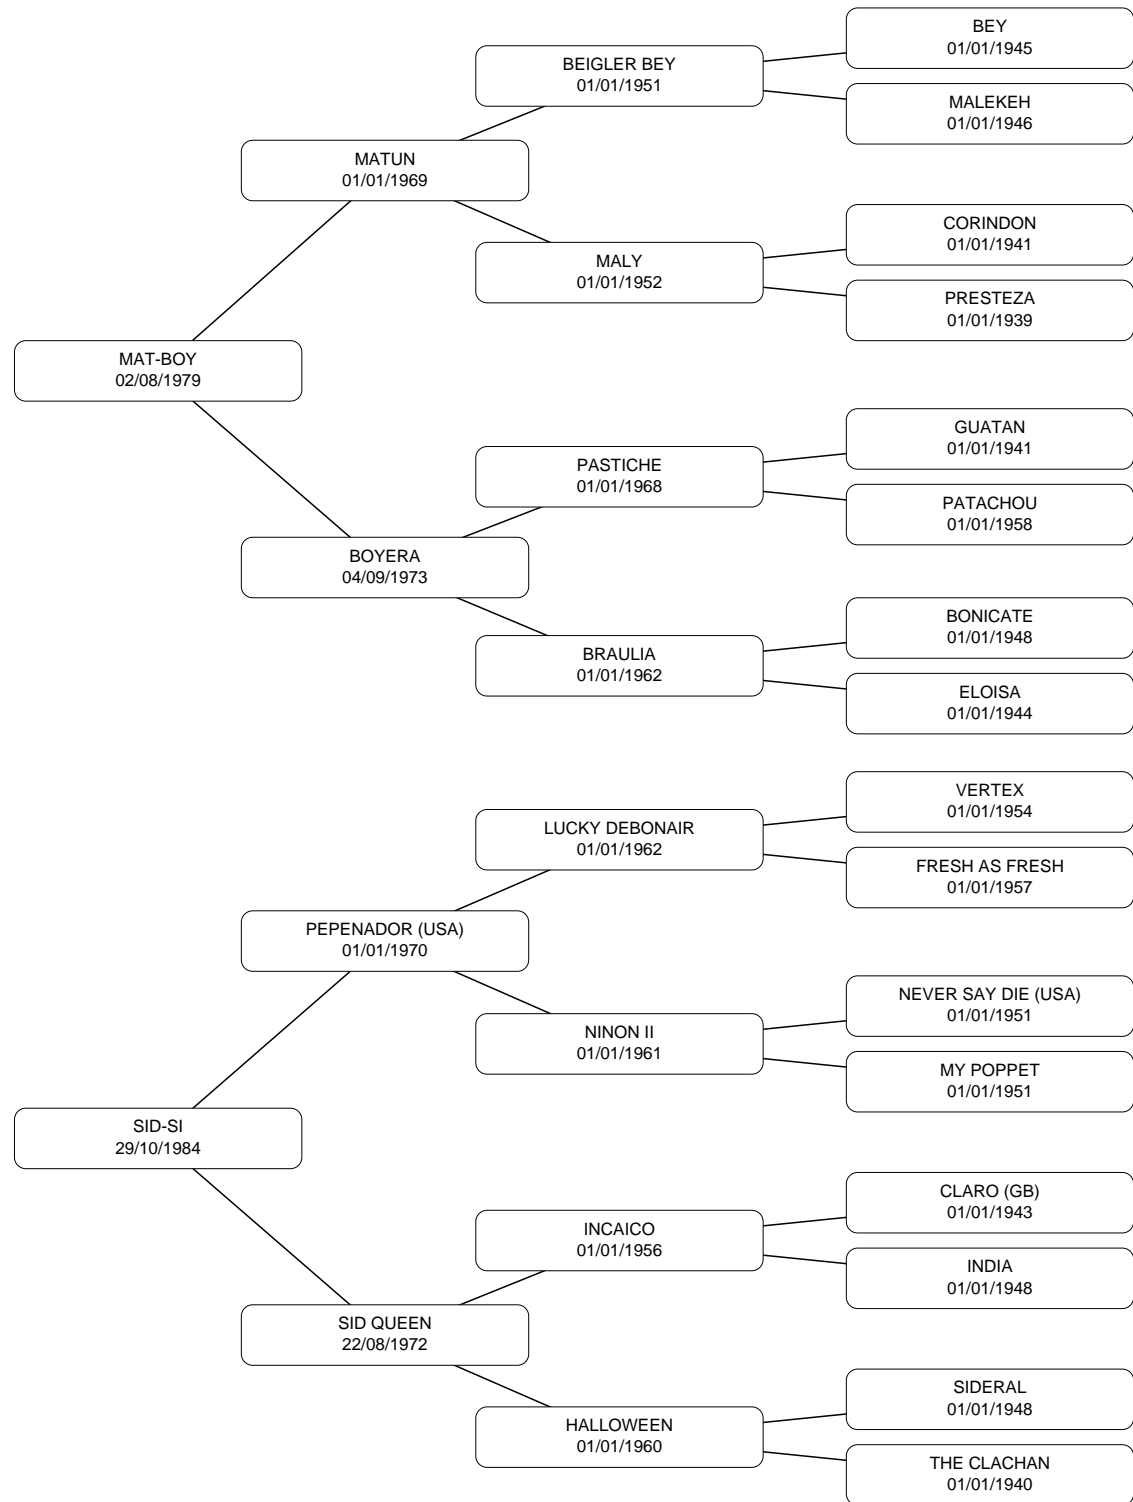 BEY
01/01/1945
BEIGLER BEY
01/01/1951
MALEKEH
01/01/1946
MATUN
01/01/1969
CORINDON
01/01/1941
MALY
01/01/1952
PRESTEZA
01/01/1939
MAT-BOY
02/08/1979
GUATAN
01/01/1941
PASTICHE
01/01/1968
PATACHOU
01/01/1958
BOYERA
04/09/1973
BONICATE
01/01/1948
BRAULIA
01/01/1962
ELOISA
01/01/1944
VERTEX
01/01/1954
LUCKY DEBONAIR
01/01/1962
FRESH AS FRESH
01/01/1957
PEPENADOR (USA)
01/01/1970
NEVER SAY DIE (USA)
01/01/1951
NINON II
01/01/1961
MY POPPET
01/01/1951
SID-SI
29/10/1984
CLARO (GB)
01/01/1943
INCAICO
01/01/1956
INDIA
01/01/1948
SID QUEEN
22/08/1972
SIDERAL
01/01/1948
HALLOWEEN
01/01/1960
THE CLACHAN
01/01/1940